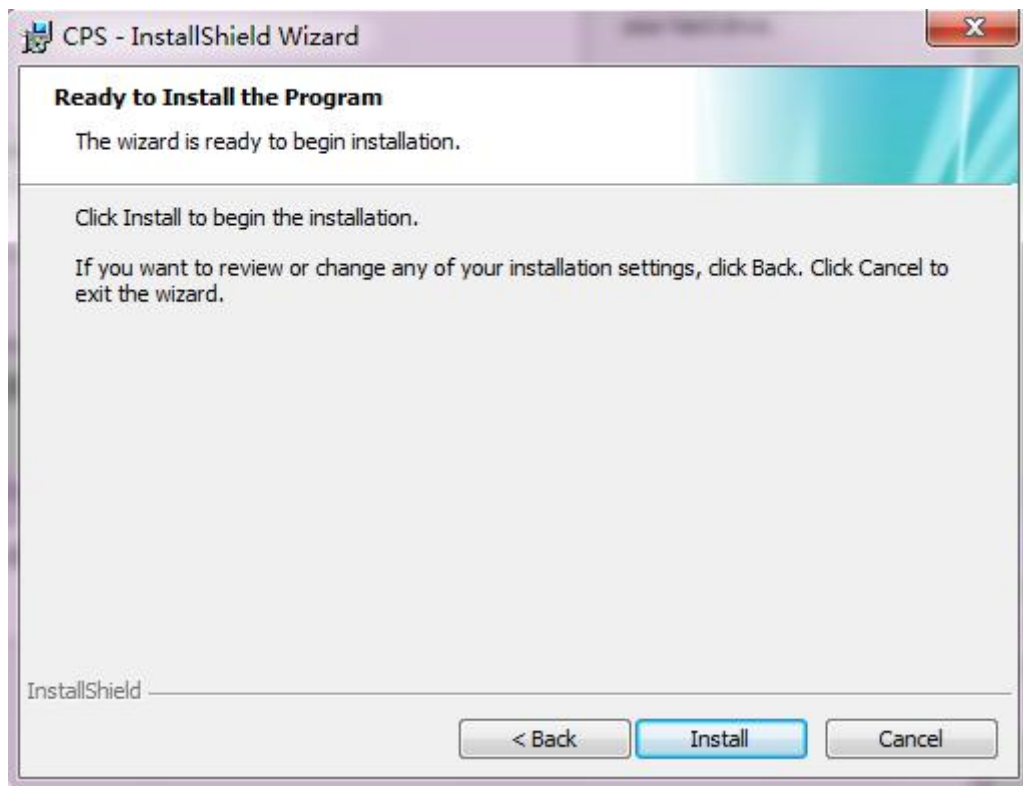 CPS - InstallShield Wizard
Ready to Install the Program
The wizard is ready to begin installation.
Click Install to begin the installation.
If you want to review or change any of your installation settings, click Back. Click Cancel to
exit the wizard.
InstallShield
< Back
Install
Cancel